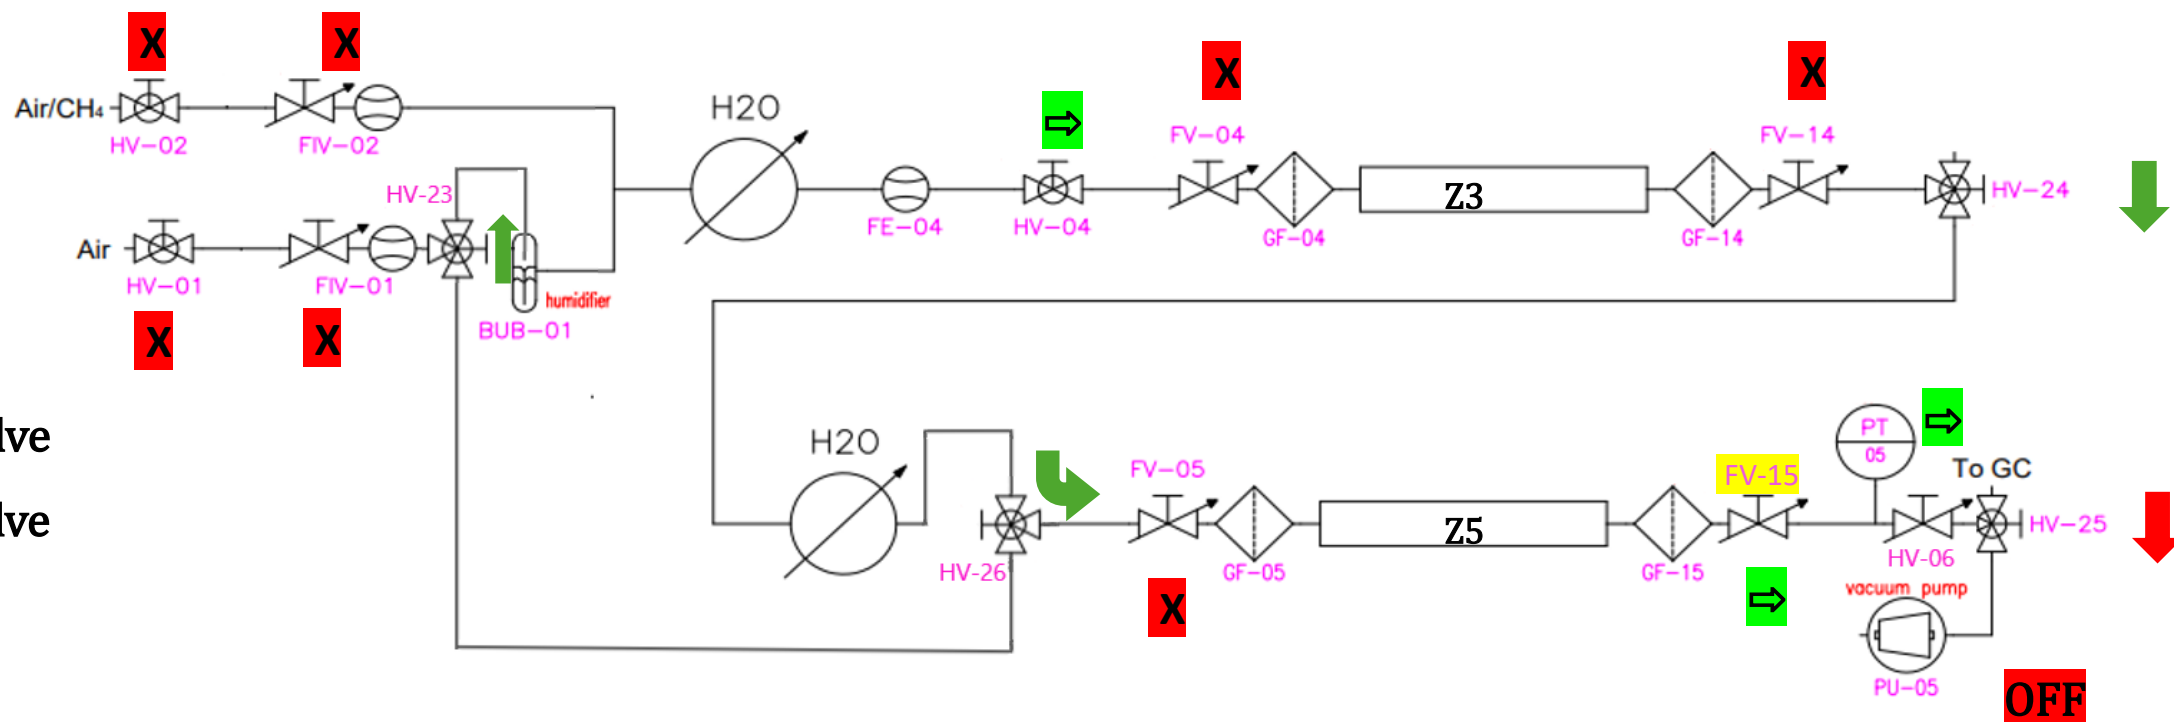 X
X
Air/CH4
HV-02
FIV-02
H2O
X
X
FV-04
FV-14
HV-23
FE-04
HV-04
GF-04
Z3
GF-14
HV-24
Air
HV-01
FIV-01
humidifier
BUB-01
X
X
lve
lve
H2O
FV-05
FV-15
PT
05
To GC
HV-26
X
GF-05
Z5
GF-15
HV-06
HV-25
vacuum pump
PU-05
OFF